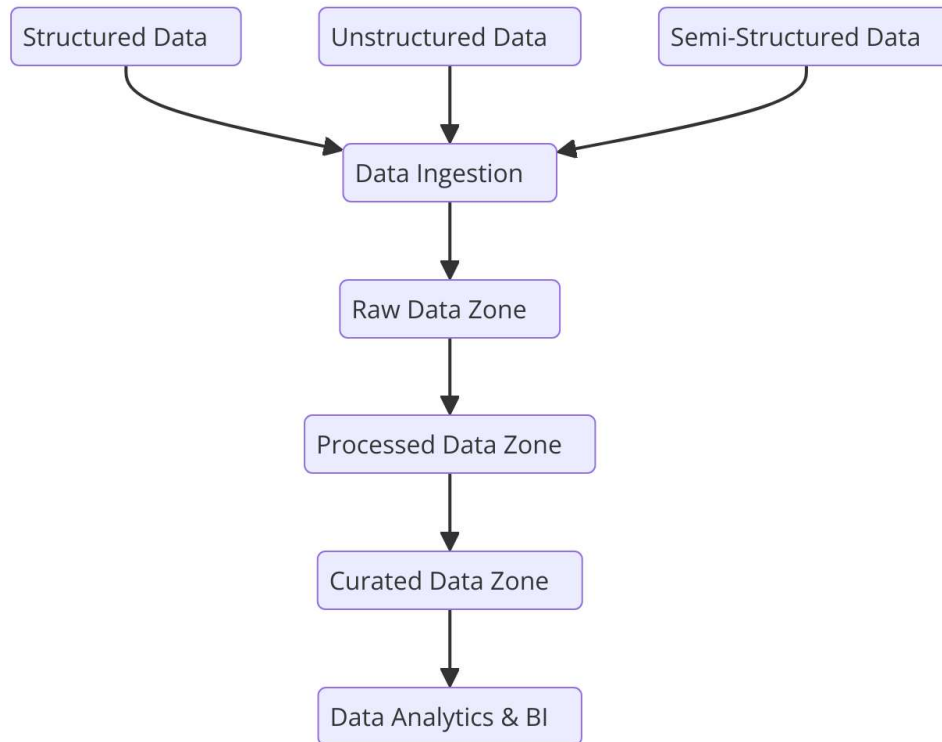 Structured Data
Unstructured Data
Semi-Structured Data
Data Ingestion
Raw Data Zone
Processed Data Zone
Curated Data Zone
Data Analytics & BI